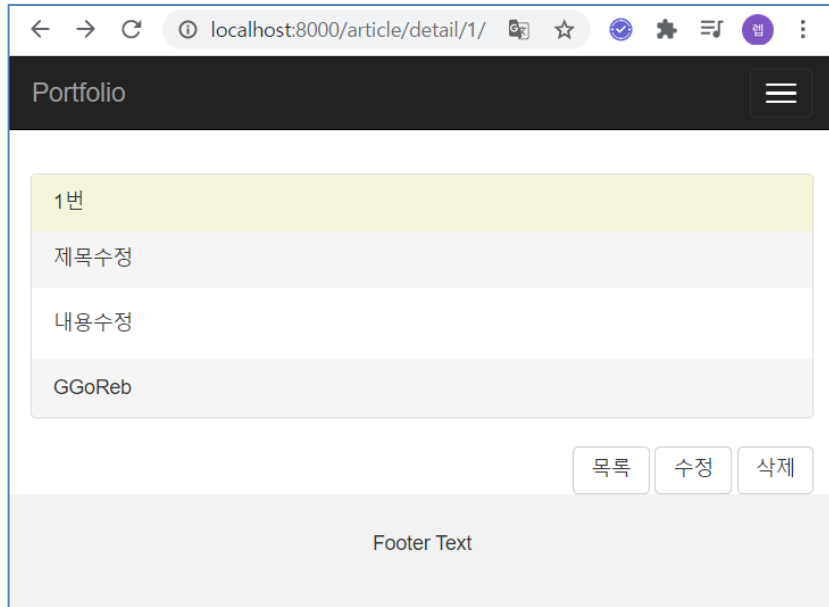 localhost:8000/article/detail/1/
렙
Portfolio
1번
제목수정
내용수정
GGoReb
목록 수정 삭제
Footer Text